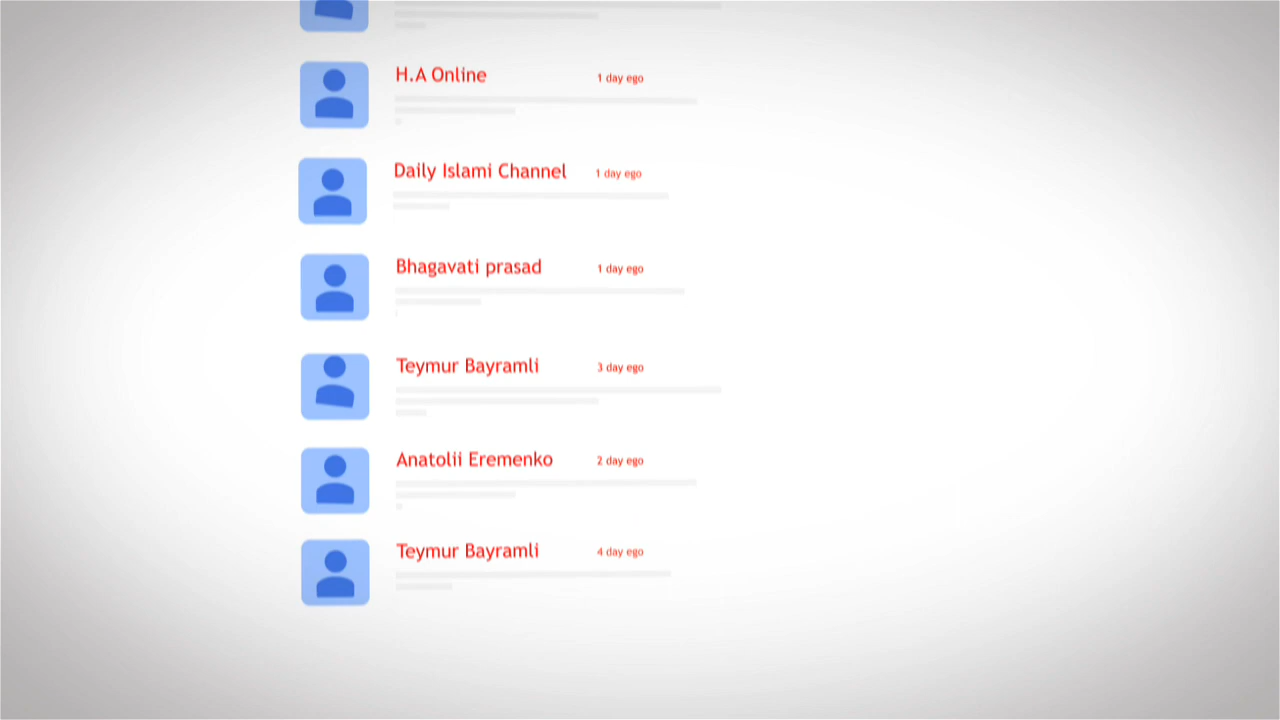 H.A Online 1 day ago
Daily Islami Channel 1 day ego
Bhagavati prasad 1 day ego
Teymur Bayramli 3 day ego
Anatolii Eremenko 2 day ego
Teymur Bayramli 4 day ego